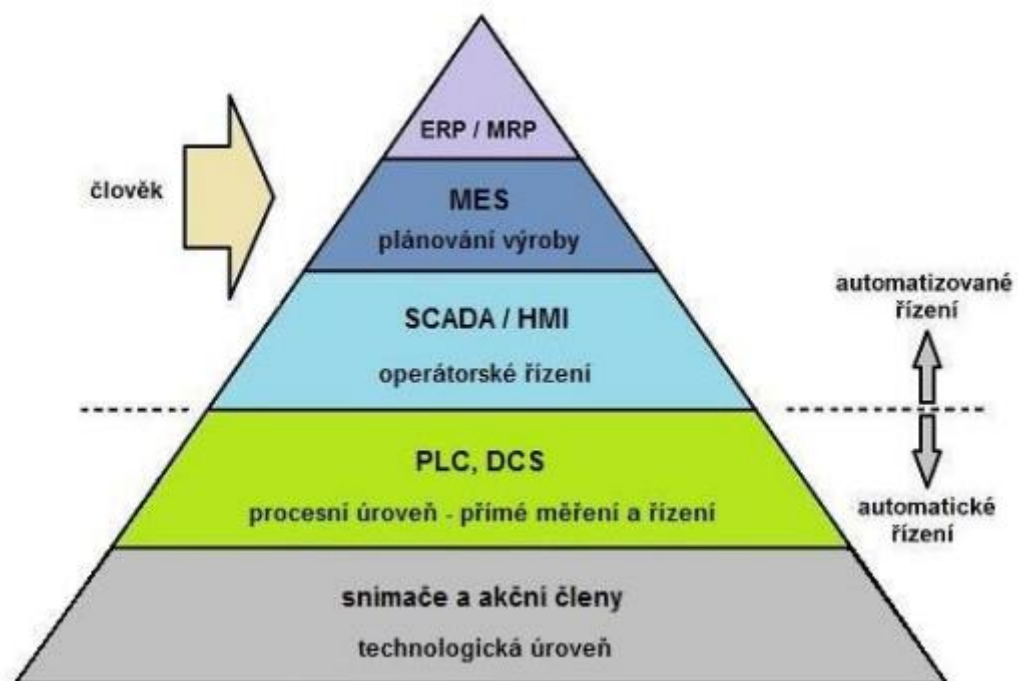 ERP / MRP
člověk
MES
plánování výroby
automatizované
řízení
SCADA / HMI
operátorské řízení
PLC, DCS
procesní úroveň - přímé měření a řízení
automatické
řízení
snimače a akční členy
technologická úroveň